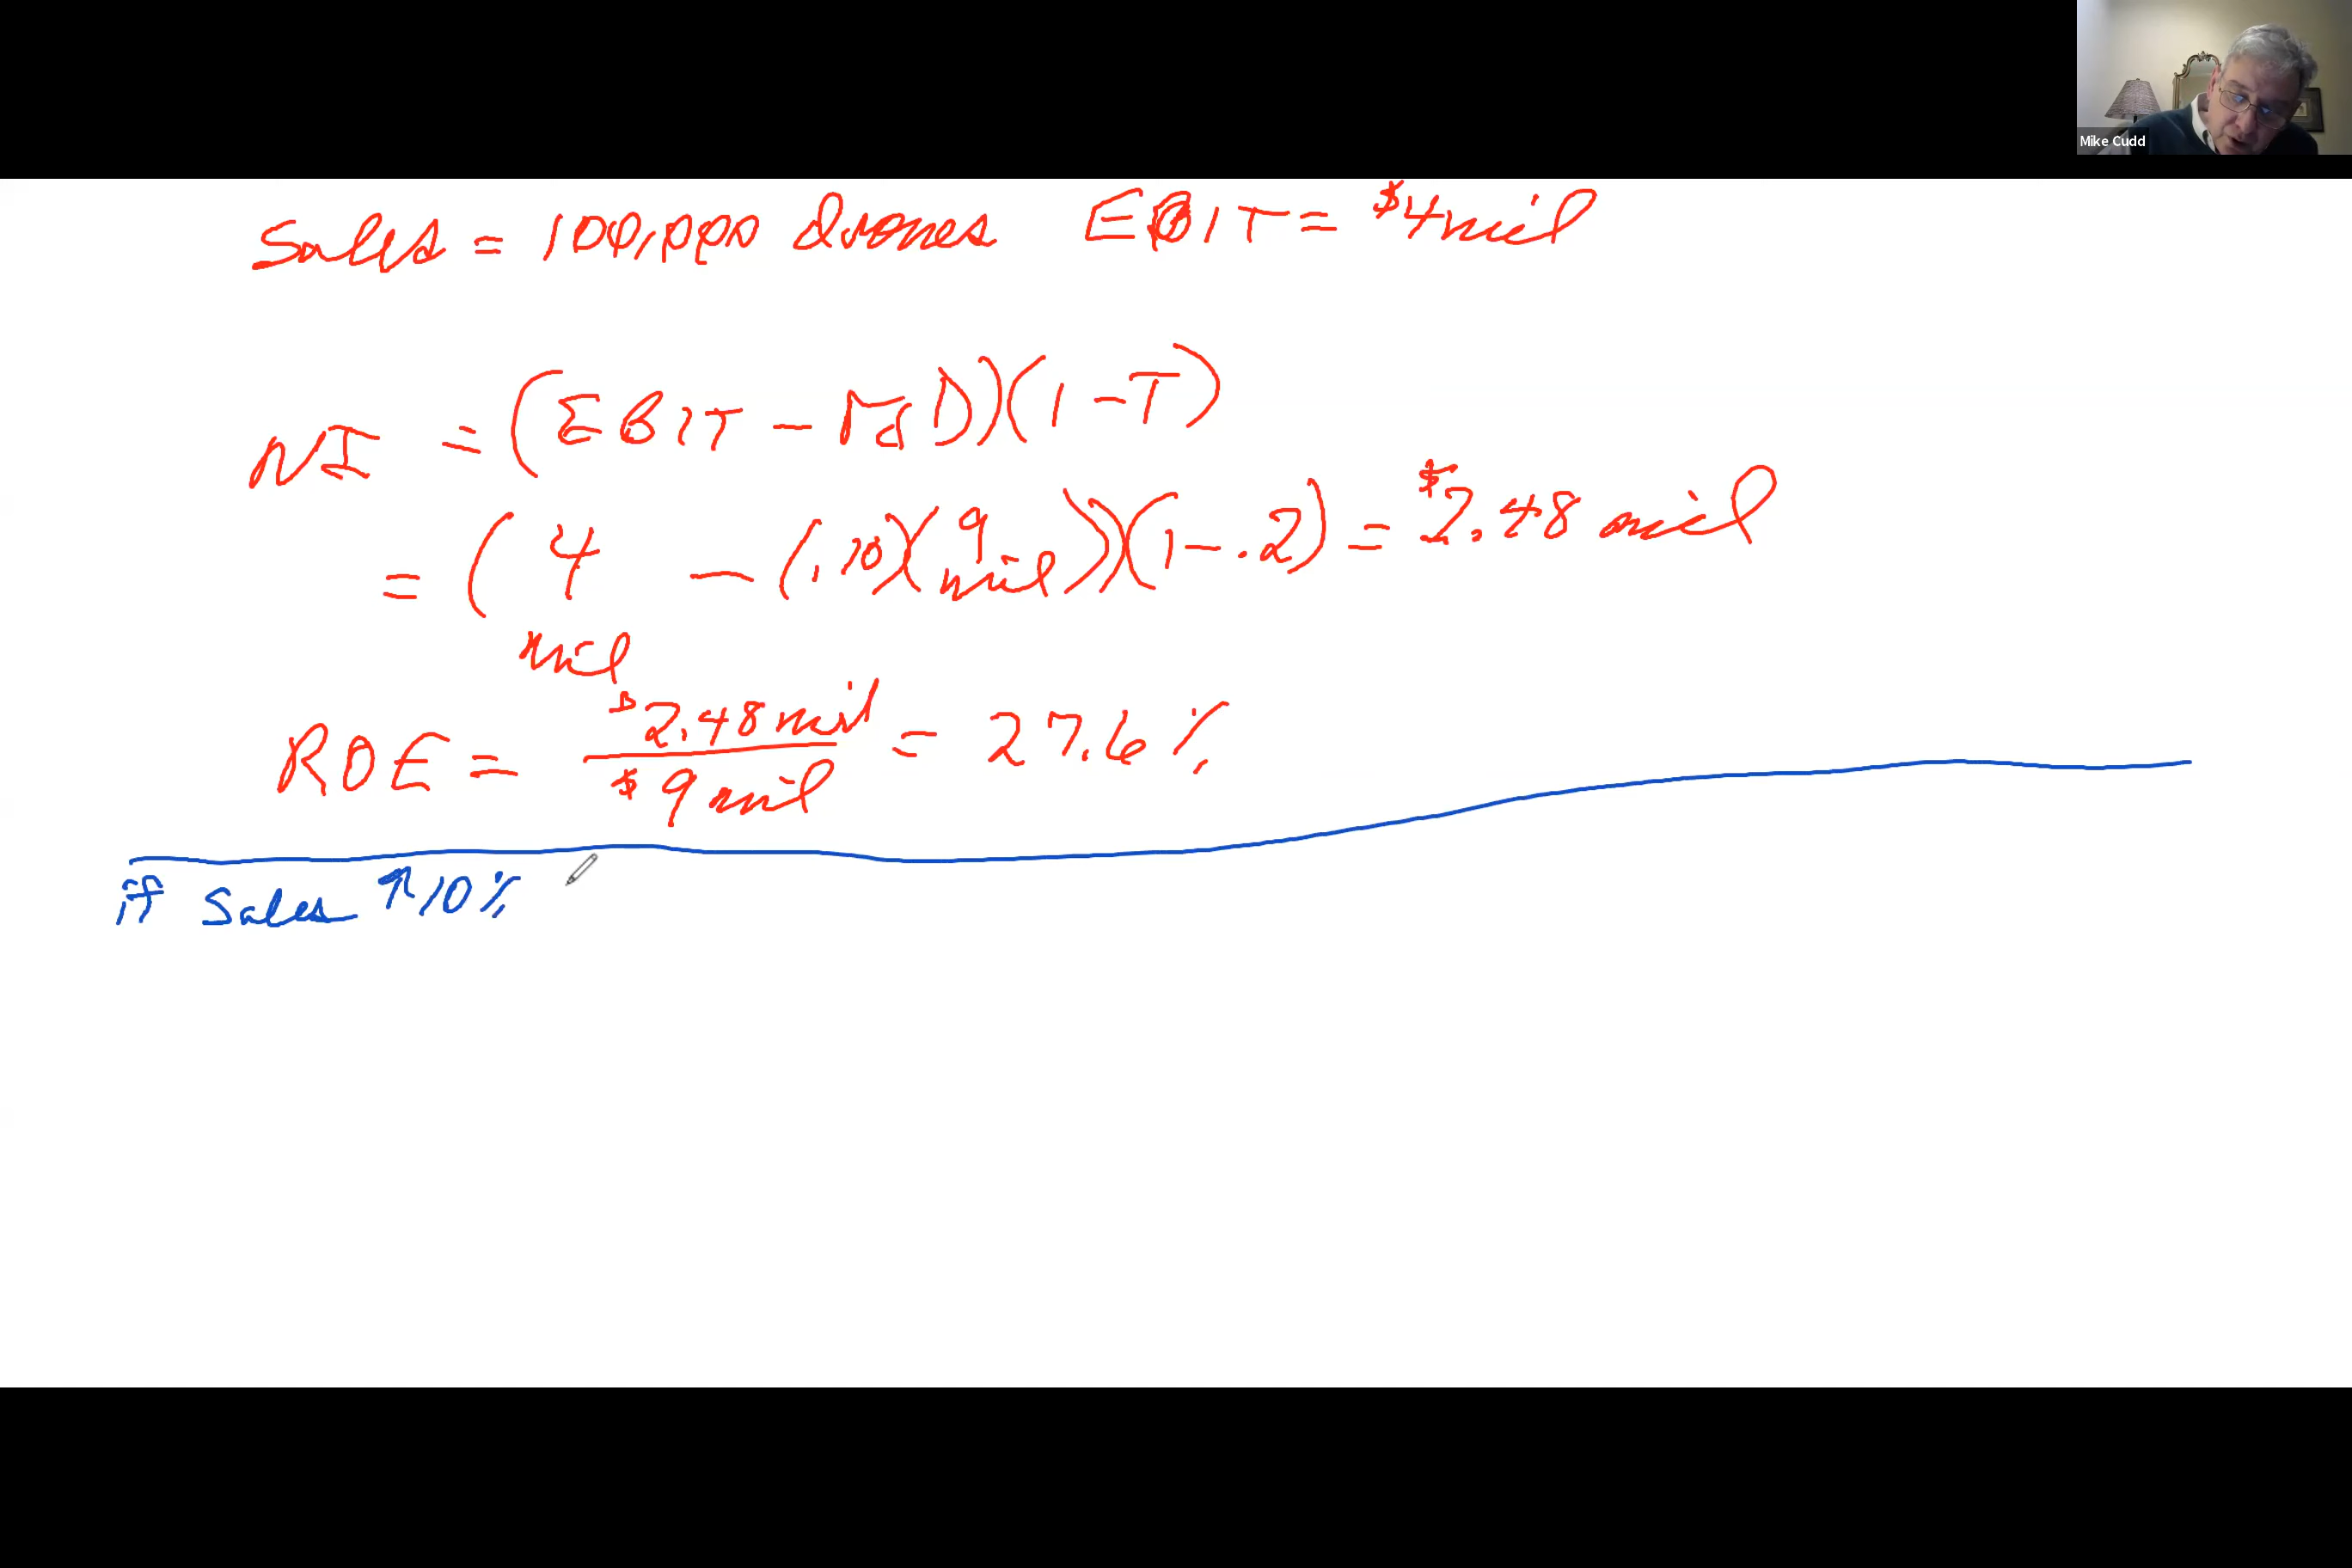 Mike Cudd
Sales = 100,000 drones EBIT = $4 mil
NI = (EBIT - rdD)(1-T)
= (4 mil - (.10)(9 mil))(1-.2) = $2.48 mil
ROE = $2.48 mil / $9 mil = 27.6%
if Sales ↑10%